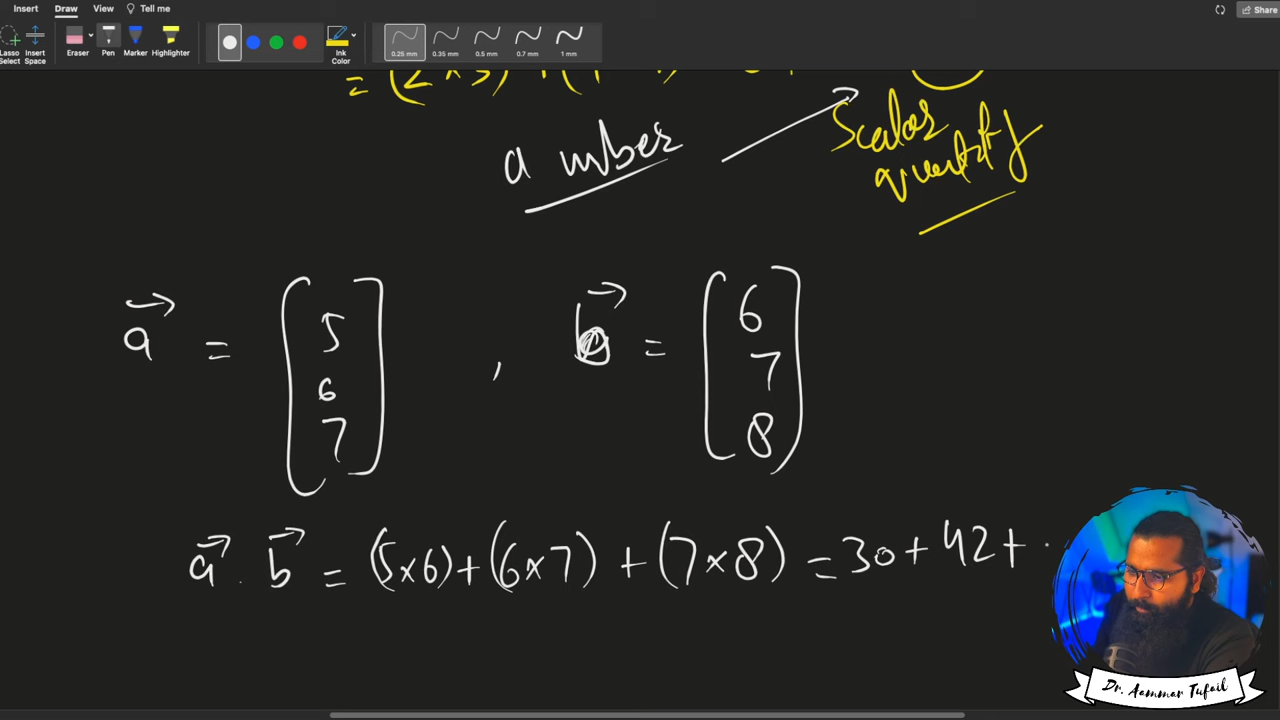 Insert Draw View Tell me
Share
Lasso Select
Insert Space
Eraser
Pen
Marker
Highlighter
Ink Color
0.25 mm
0.35 mm
0.5 mm
0.7 mm
1 mm
a umber
Scalar
quantity
a = [5 6 7] , b = [6 7 8]
a . b = (5×6)+(6×7) + (7×8) = 30 + 42 +
Dr. Aammar Tufail